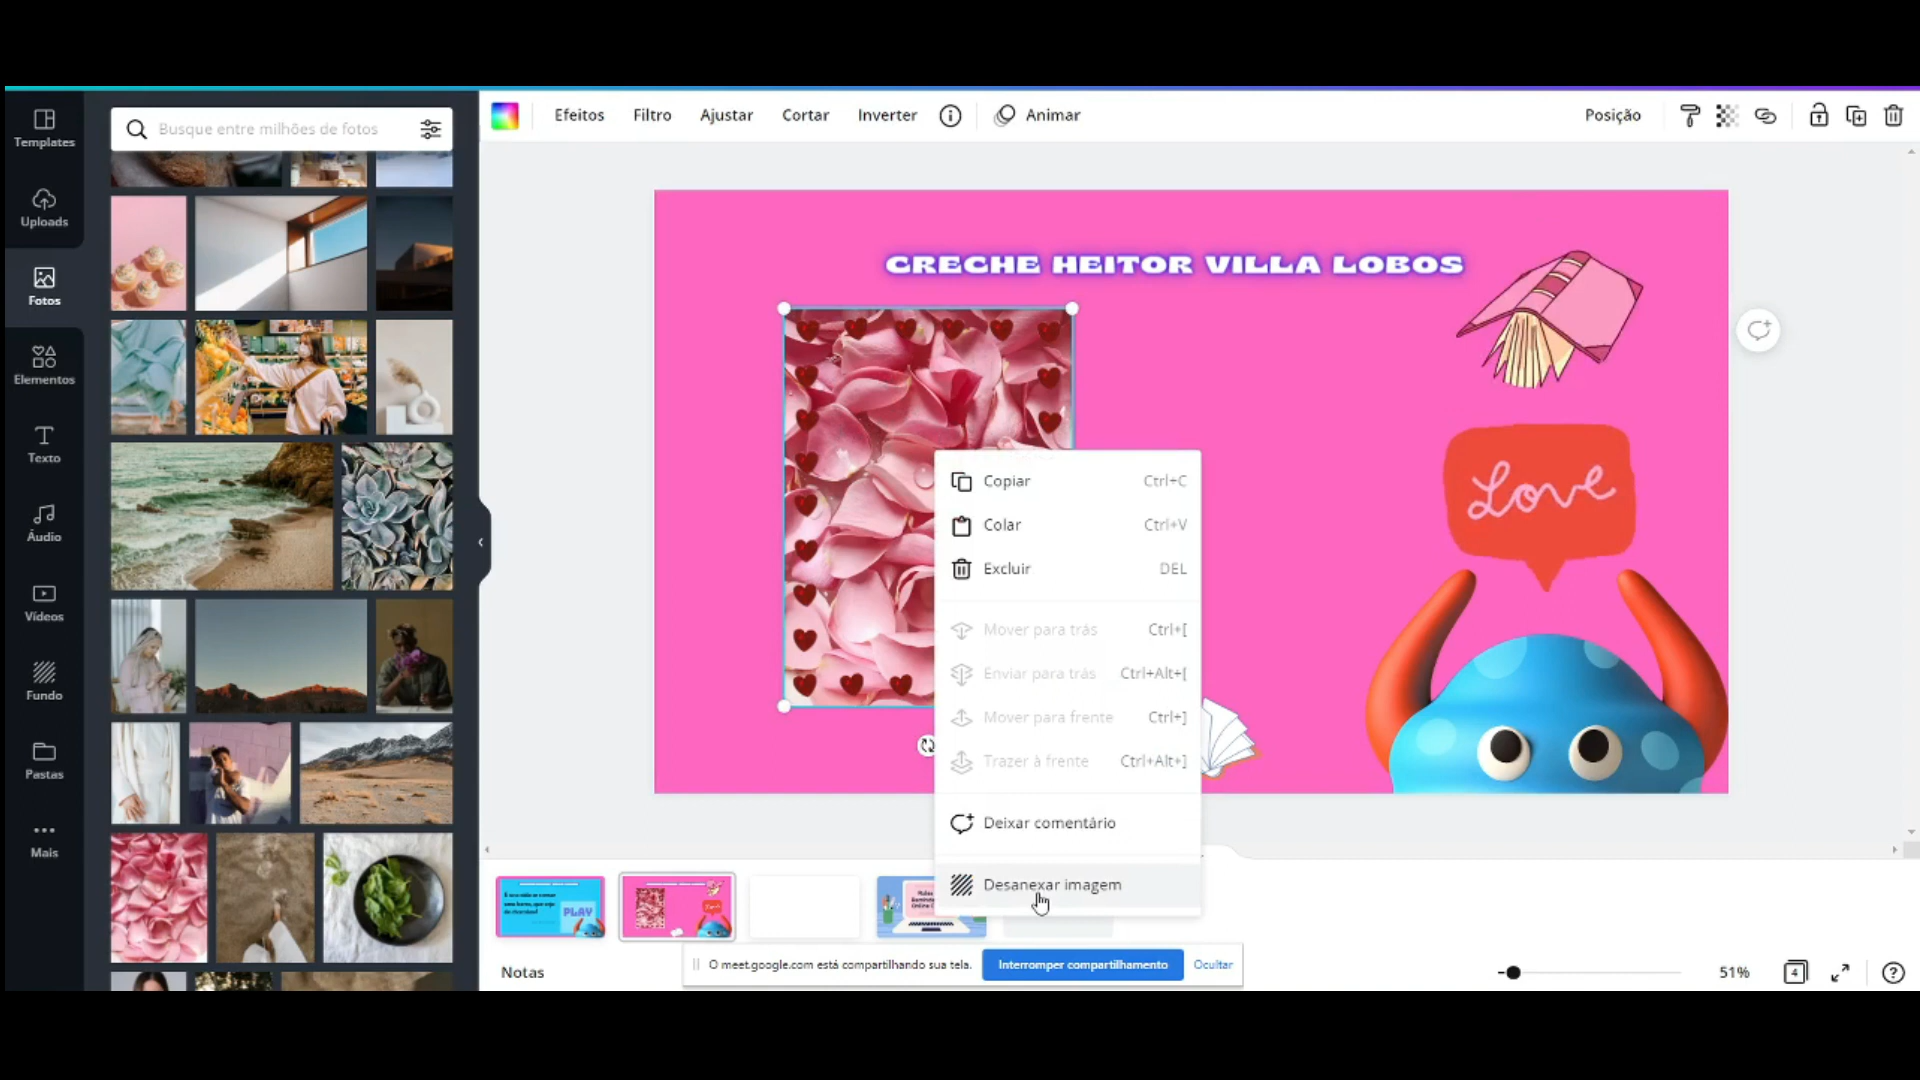 Templates
Uploads
Fotos
Elementos
Texto
Áudio
Vídeos
Fundo
Pastas
Mais
Busque entre milhões de fotos
Efeitos
Filtro
Ajustar
Cortar
Inverter
Animar
Posição
CRECHE HEITOR VILLA LOBOS
Love
Copiar Ctrl+C
Colar Ctrl+V
Excluir DEL
Mover para trás Ctrl+[
Enviar para trás Ctrl+Alt+[
Mover para frente Ctrl+]
Trazer à frente Ctrl+Alt+]
Deixar comentário
Desanexar imagem
PLAY
Notas
O meet.google.com está compartilhando sua tela.
Interromper compartilhamento
Ocultar
51%
4